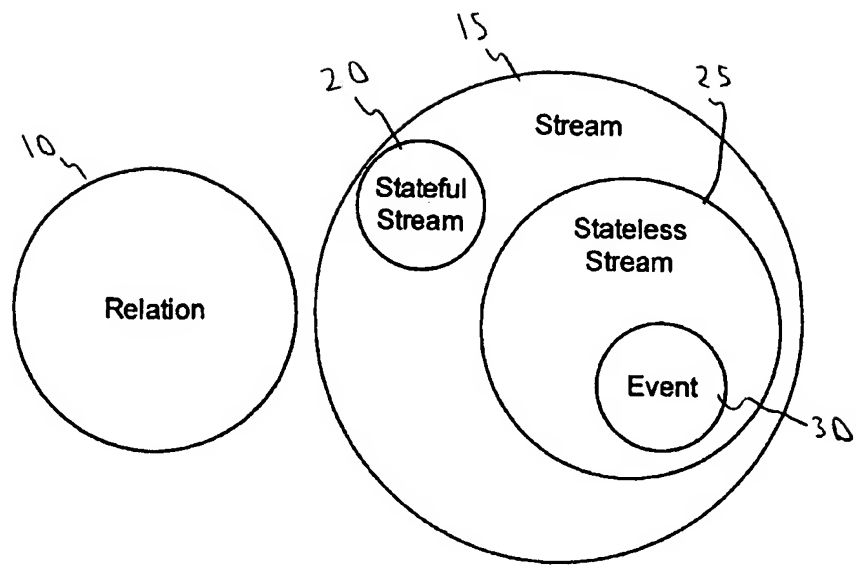 15
20
25
Stream
10
Stateful
Stream
Stateless
Stream
Relation
Event
30